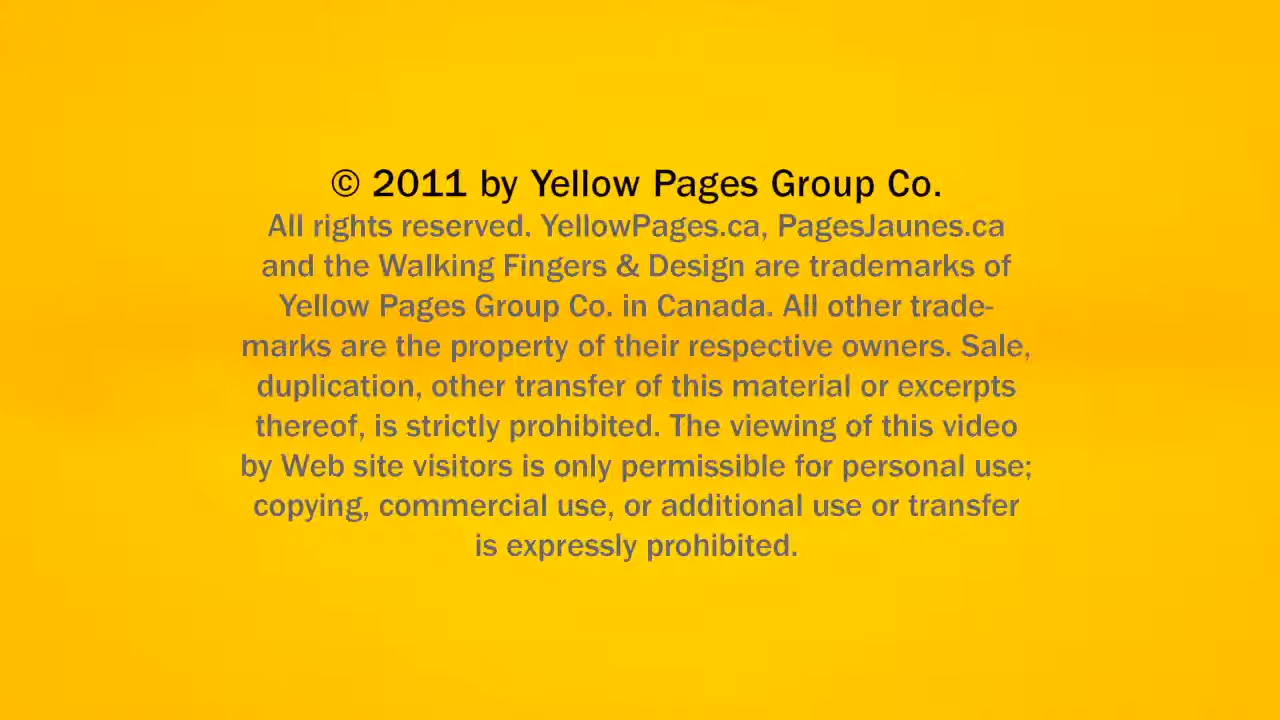 © 2011 by Yellow Pages Group Co.
All rights reserved. YellowPages.ca, PagesJaunes.ca
and the Walking Fingers & Design are trademarks of
Yellow Pages Group Co. in Canada. All other trade-
marks are the property of their respective owners. Sale,
duplication, other transfer of this material or excerpts
thereof, is strictly prohibited. The viewing of this video
by Web site visitors is only permissible for personal use;
copying, commercial use, or additional use or transfer
is expressly prohibited.